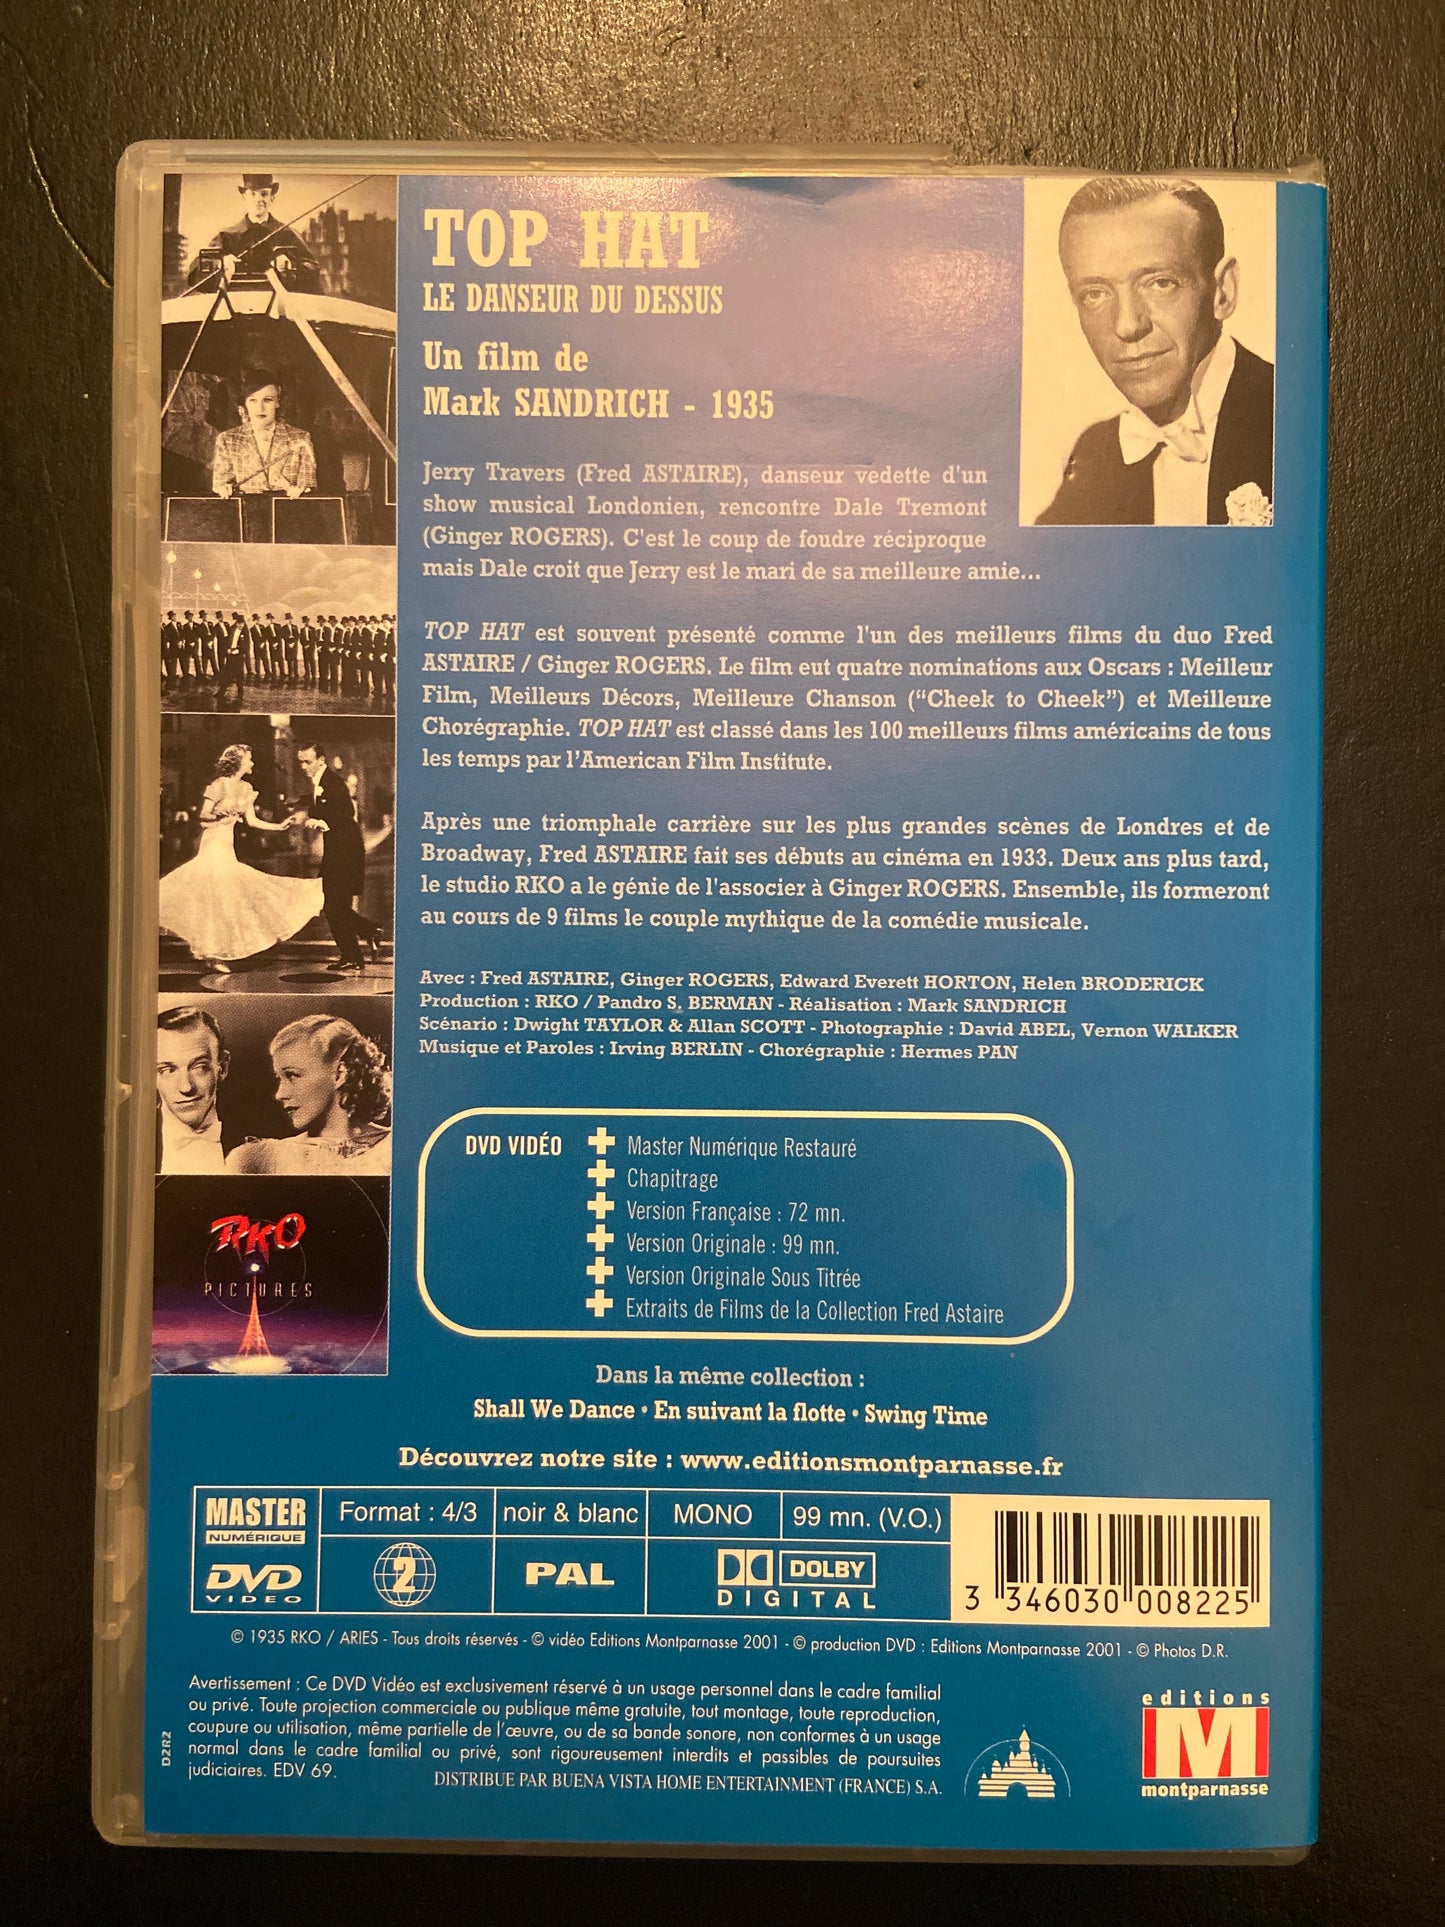 TOP HAT
LE DANSEUR DU DESSUS
Un film de
Mark SANDRICH - 1935
Jerry Travers (Fred ASTAIRE), danseur vedette d'un
show musical Londonien, rencontre Dale Tremont
(Ginger ROGERS). C'est le coup de foudre réciproque
mais Dale croit que Jerry est le mari de sa meilleure amie...
TOP HAT est souvent présenté comme l'un des meilleurs films du duo Fred
ASTAIRE / Ginger ROGERS. Le film eut quatre nominations aux Oscars : Meilleur
Film, Meilleurs Décors, Meilleure Chanson (“Cheek to Cheek”) et Meilleure
Chorégraphie. TOP HAT est classé dans les 100 meilleurs films américains de tous
les temps par l'American Film Institute.
Après une triomphale carrière sur les plus grandes scènes de Londres et de
Broadway, Fred ASTAIRE fait ses débuts au cinéma en 1933. Deux ans plus tard,
le studio RKO a le génie de l'associer à Ginger ROGERS. Ensemble, ils formeront
au cours de 9 films le couple mythique de la comédie musicale.
Avec : Fred ASTAIRE, Ginger ROGERS, Edward Everett HORTON, Helen BRODERICK
Production : RKO / Pandro S. BERMAN - Réalisation : Mark SANDRICH
Scénario : Dwight TAYLOR & Allan SCOTT - Photographie : David ABEL, Vernon WALKER
Musique et Paroles : Irving BERLIN - Chorégraphie : Hermes PAN
RKO
PICTURES
DVD VIDÉO + Master Numérique Restauré
+ Chapitrage
+ Version Française : 72 mn.
+ Version Originale : 99 mn.
+ Version Originale Sous Titrée
+ Extraits de Films de la Collection Fred Astaire
Dans la même collection :
Shall We Dance • En suivant la flotte • Swing Time
Découvrez notre site : www.editionsmontparnasse.fr
MASTER
NUMÉRIQUE
DVD
VIDEO
Format : 4/3 noir & blanc MONO 99 mn. (V.O.)
2 PAL DOLBY
DIGITAL
3 346030 008225
© 1935 RKO / ARIES - Tous droits réservés - © vidéo Editions Montparnasse 2001 - © production DVD : Editions Montparnasse 2001 - © Photos D.R.
Avertissement : Ce DVD Vidéo est exclusivement réservé à un usage personnel dans le cadre familial
ou privé. Toute projection commerciale ou publique même gratuite, tout montage, toute reproduction,
coupure ou utilisation, même partielle de l'œuvre, ou de sa bande sonore, non conformes à un usage
normal dans le cadre familial ou privé, sont rigoureusement interdits et passibles de poursuites
judiciaires. EDV 69.
DISTRIBUE PAR BUENA VISTA HOME ENTERTAINMENT (FRANCE) S.A.
D2R2
editions
M
montparnasse